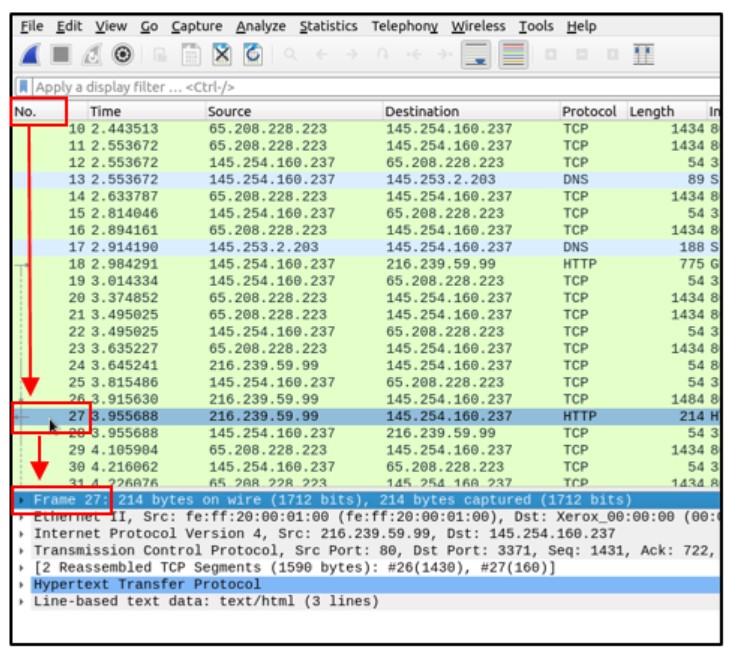 File Edit View Go Capture Analyze Statistics Telephony Wireless Tools Help
Apply a display filter ... <Ctrl-/>
No. Time Source Destination Protocol Length In
10 2.443513 65.208.228.223 145.254.160.237 TCP 1434 8
11 2.553672 65.208.228.223 145.254.160.237 TCP 1434 8
12 2.553672 145.254.160.237 65.208.228.223 TCP 54 3
13 2.553672 145.254.160.237 145.253.2.203 DNS 89 S
14 2.633787 65.208.228.223 145.254.160.237 TCP 1434 8
15 2.814046 145.254.160.237 65.208.228.223 TCP 54 3
16 2.894161 65.208.228.223 145.254.160.237 TCP 1434 8
17 2.914190 145.253.2.203 145.254.160.237 DNS 188 S
18 2.984291 145.254.160.237 216.239.59.99 HTTP 775 G
19 3.014334 145.254.160.237 65.208.228.223 TCP 54 3
20 3.374852 65.208.228.223 145.254.160.237 TCP 1434 8
21 3.495025 65.208.228.223 145.254.160.237 TCP 1434 8
22 3.495025 145.254.160.237 65.208.228.223 TCP 54 3
23 3.635227 65.208.228.223 145.254.160.237 TCP 1434 8
24 3.645241 216.239.59.99 145.254.160.237 TCP 54 8
25 3.815486 145.254.160.237 65.208.228.223 TCP 54 3
26 3.915630 216.239.59.99 145.254.160.237 TCP 1484 8
27 3.955688 216.239.59.99 145.254.160.237 HTTP 214 H
28 3.955688 145.254.160.237 216.239.59.99 TCP 54 3
29 4.105904 65.208.228.223 145.254.160.237 TCP 1434 8
30 4.216062 145.254.160.237 65.208.228.223 TCP 54 3
31 4.226076 65.208.228.223 145.254.160.237 TCP 1434 8
Frame 27: 214 bytes on wire (1712 bits), 214 bytes captured (1712 bits)
Ethernet II, Src: fe:ff:20:00:01:00 (fe:ff:20:00:01:00), Dst: Xerox_00:00:00 (00:0
Internet Protocol Version 4, Src: 216.239.59.99, Dst: 145.254.160.237
Transmission Control Protocol, Src Port: 80, Dst Port: 3371, Seq: 1431, Ack: 722,
[2 Reassembled TCP Segments (1590 bytes): #26(1430), #27(160)]
Hypertext Transfer Protocol
Line-based text data: text/html (3 lines)